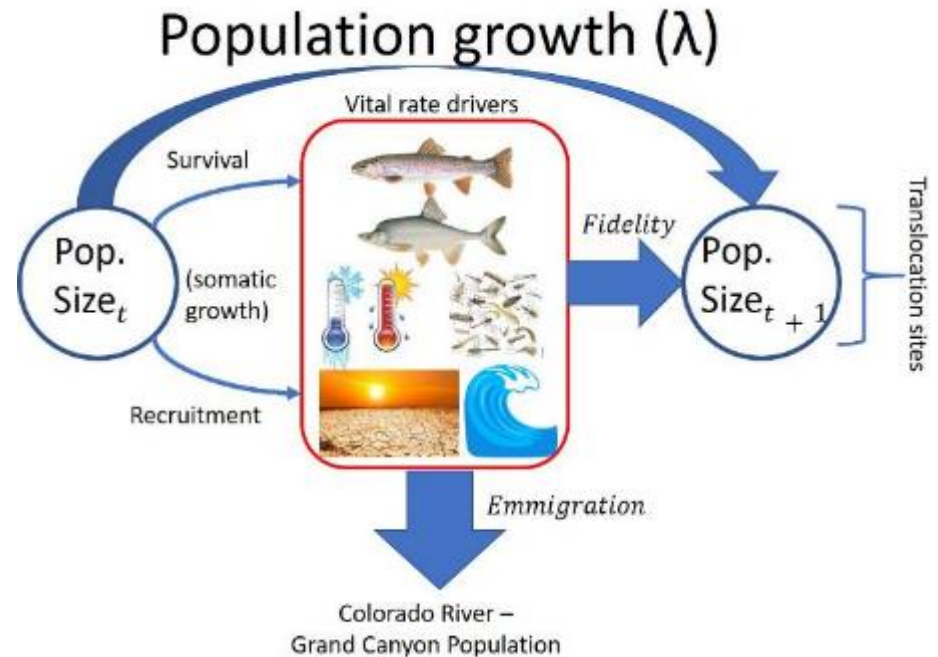 Population growth (λ)
Vital rate drivers
Survival
Pop.
Size t
(somatic
growth)
Recruitment
Fidelity
Pop.
Size t + 1
Translocation sites
Emmigration
Colorado River –
Grand Canyon Population